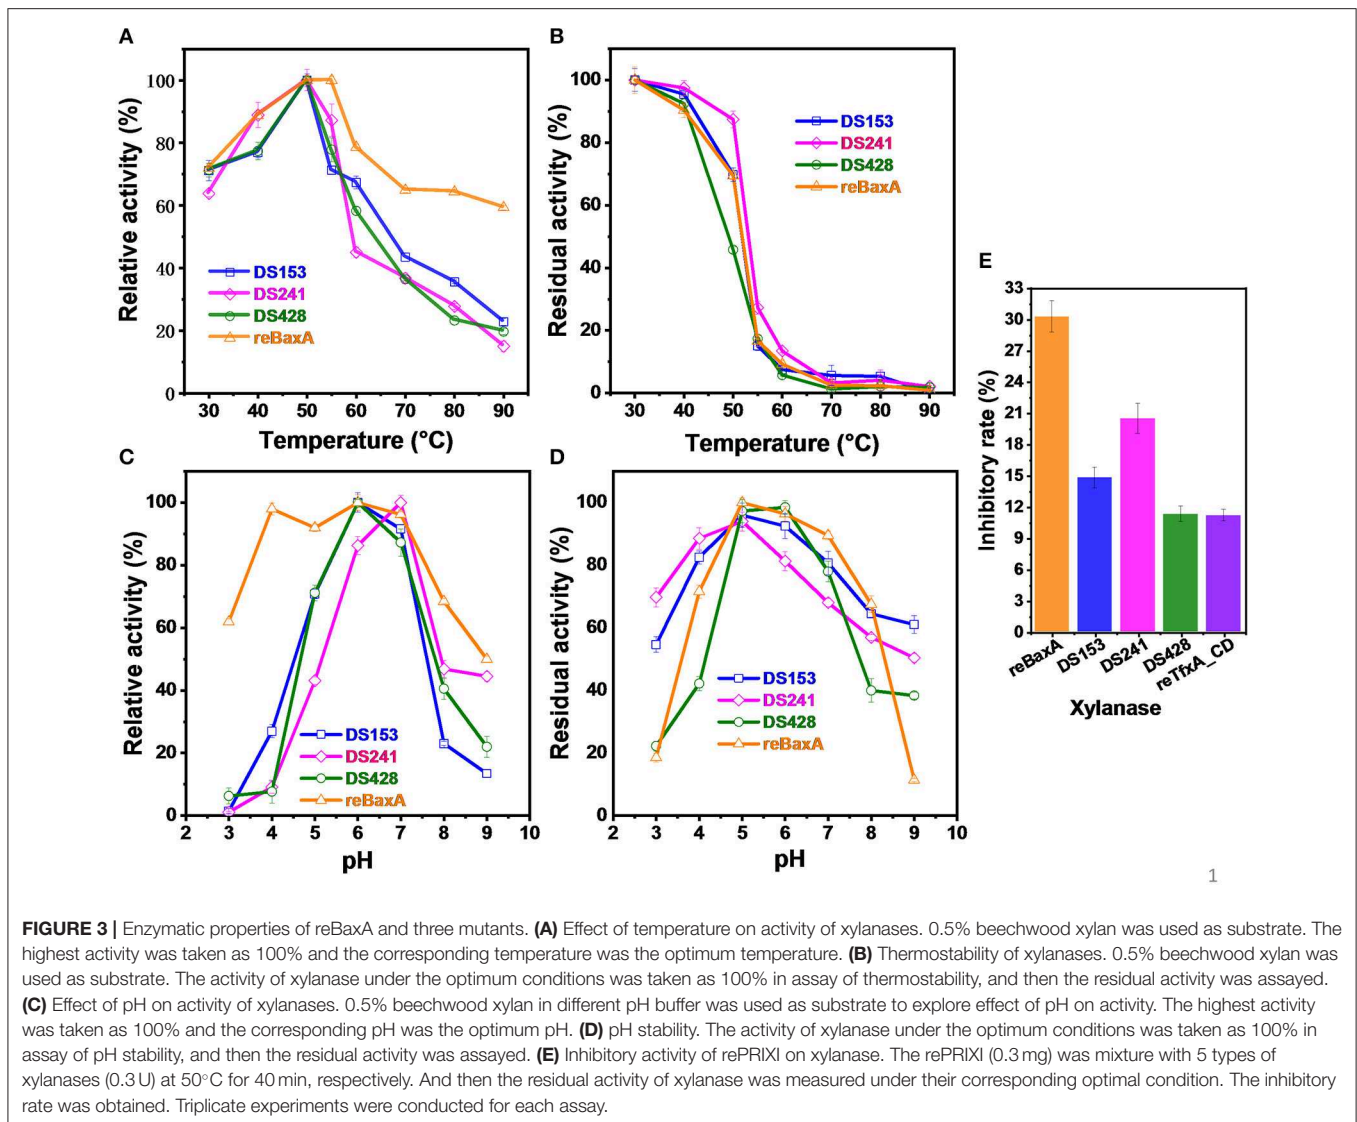 A
100
80
60
40
20
0
Relative activity (%)
DS153
DS241
DS428
reBaxA
30 40 50 60 70 80 90
Temperature (°C)
B
100
80
60
40
20
0
Residual activity (%)
DS153
DS241
DS428
reBaxA
30 40 50 60 70 80 90
Temperature (°C)
C
100
80
60
40
20
0
Relative activity (%)
DS153
DS241
DS428
reBaxA
2 3 4 5 6 7 8 9 10
pH
D
100
80
60
40
20
0
Residual activity (%)
DS153
DS241
DS428
reBaxA
2 3 4 5 6 7 8 9 10
pH
E
33
30
27
24
21
18
15
12
9
6
3
0
Inhibitory rate (%)
reBaxA DS153 DS241 DS428 reTfxA_CD
Xylanase
1
FIGURE 3 | Enzymatic properties of reBaxA and three mutants. (A) Effect of temperature on activity of xylanases. 0.5% beechwood xylan was used as substrate. The
highest activity was taken as 100% and the corresponding temperature was the optimum temperature. (B) Thermostability of xylanases. 0.5% beechwood xylan was
used as substrate. The activity of xylanase under the optimum conditions was taken as 100% in assay of thermostability, and then the residual activity was assayed.
(C) Effect of pH on activity of xylanases. 0.5% beechwood xylan in different pH buffer was used as substrate to explore effect of pH on activity. The highest activity
was taken as 100% and the corresponding pH was the optimum pH. (D) pH stability. The activity of xylanase under the optimum conditions was taken as 100% in
assay of pH stability, and then the residual activity was assayed. (E) Inhibitory activity of rePRIXI on xylanase. The rePRIXI (0.3 mg) was mixture with 5 types of
xylanases (0.3 U) at 50°C for 40 min, respectively. And then the residual activity of xylanase was measured under their corresponding optimal condition. The inhibitory
rate was obtained. Triplicate experiments were conducted for each assay.